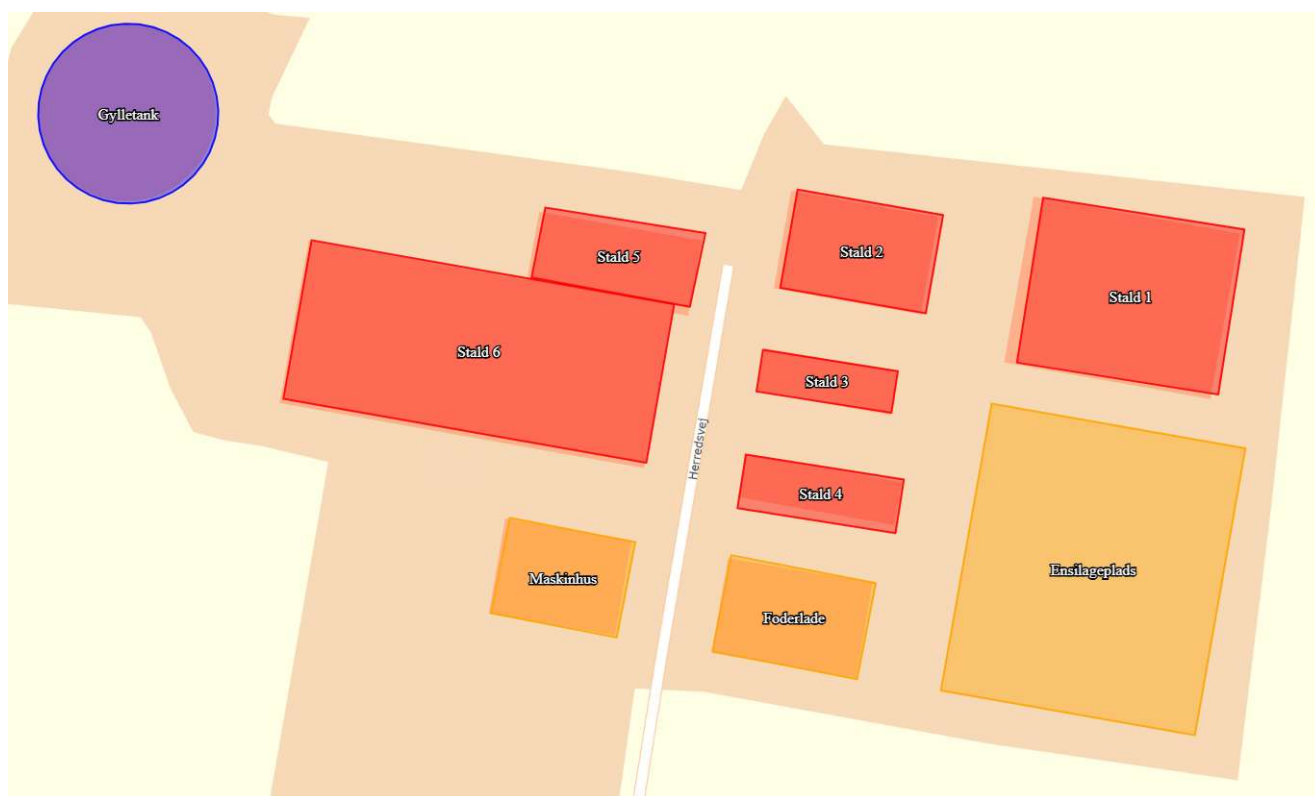 Gylletank
Stald 5
Stald 2
Stald 1
Stald 6
Stald 3
Herredsvej
Stald 4
Maskinhus
Foderlade
Ensilageplads